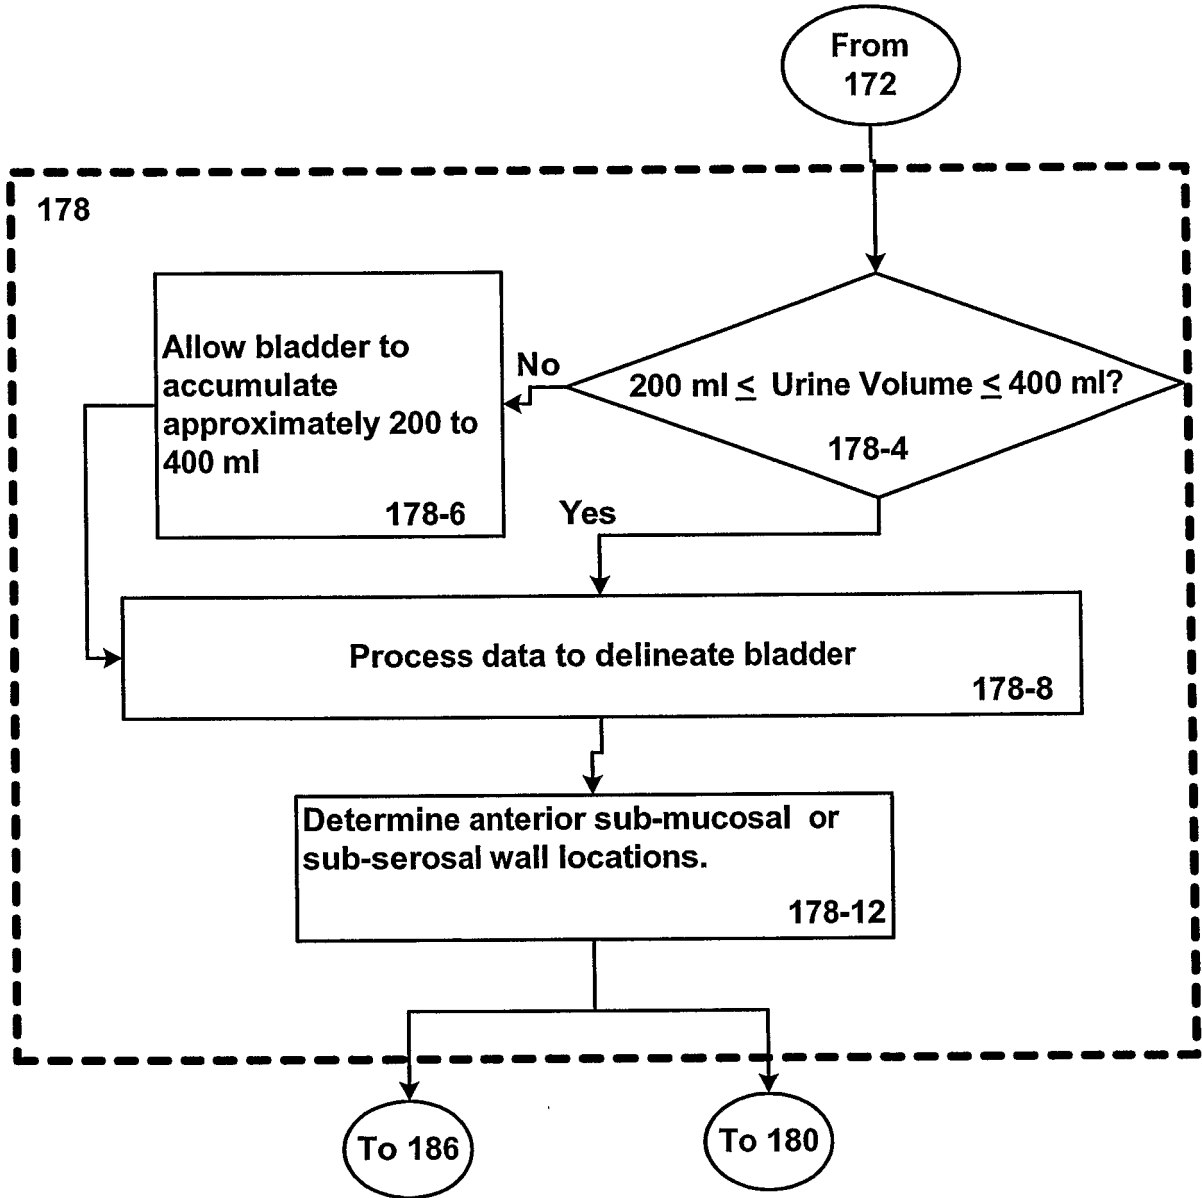 From
172
178
Allow bladder to
accumulate
approximately 200 to
400 ml
178-6
No
200 ml ≤ Urine Volume ≤ 400 ml?
178-4
Yes
Process data to delineate bladder
178-8
Determine anterior sub-mucosal or
sub-serosal wall locations.
178-12
To 186
To 180